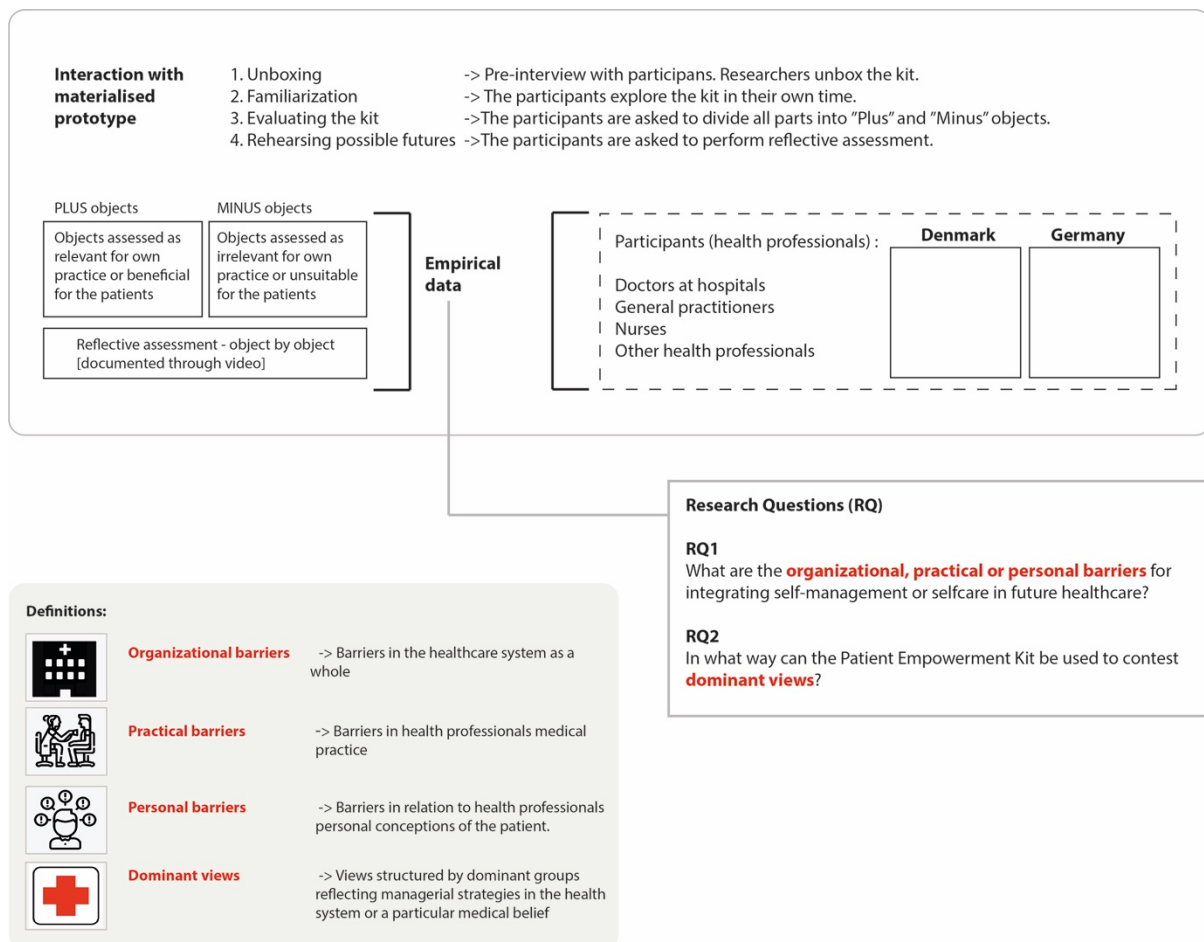 Interaction with
materialised
prototype
1. Unboxing -> Pre-interview with participans. Researchers unbox the kit.
2. Familiarization -> The participants explore the kit in their own time.
3. Evaluating the kit ->The participants are asked to divide all parts into ”Plus” and ”Minus” objects.
4. Rehearsing possible futures ->The participants are asked to perform reflective assessment.
PLUS objects
Objects assessed as
relevant for own
practice or beneficial
for the patients
MINUS objects
Objects assessed as
irrelevant for own
practice or unsuitable
for the patients
Reflective assessment - object by object
[documented through video]
Empirical
data
Participants (health professionals) :
Doctors at hospitals
General practitioners
Nurses
Other health professionals
Denmark
Germany
Research Questions (RQ)
RQ1
What are the organizational, practical or personal barriers for
integrating self-management or selfcare in future healthcare?
RQ2
In what way can the Patient Empowerment Kit be used to contest
dominant views?
Definitions:
Organizational barriers -> Barriers in the healthcare system as a
whole
Practical barriers -> Barriers in health professionals medical
practice
Personal barriers -> Barriers in relation to health professionals
personal conceptions of the patient.
Dominant views -> Views structured by dominant groups
reflecting managerial strategies in the health
system or a particular medical belief